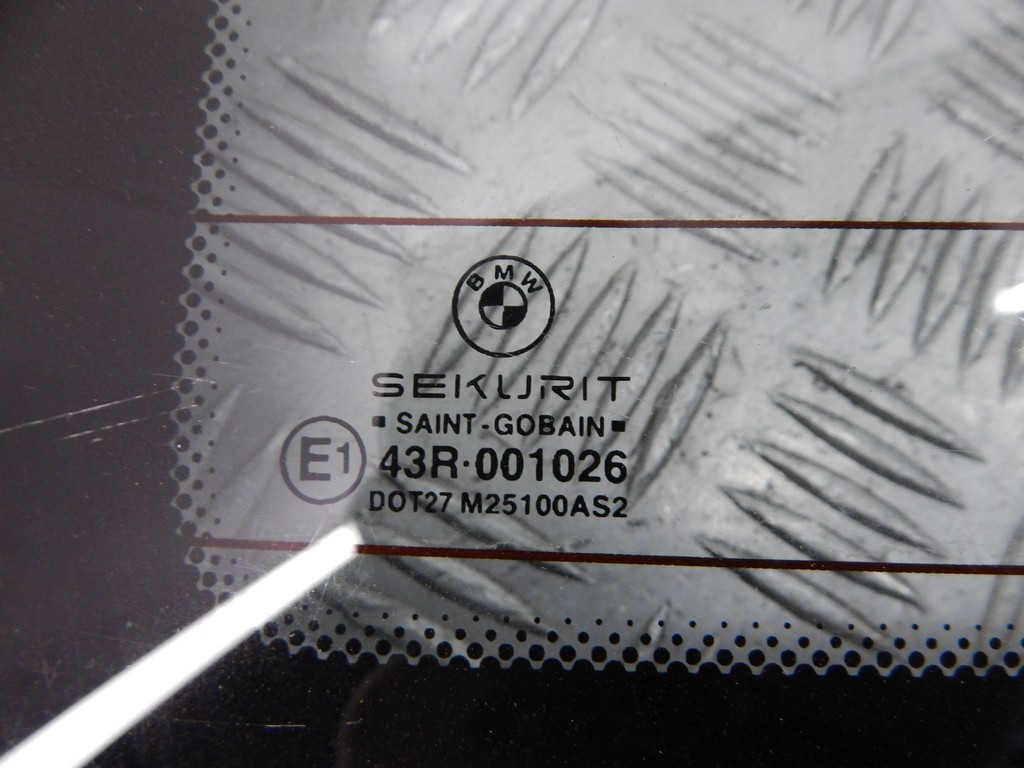 BMW
SEKURIT
SAINT-GOBAIN
E1
43R·001026
DOT27 M25100AS2